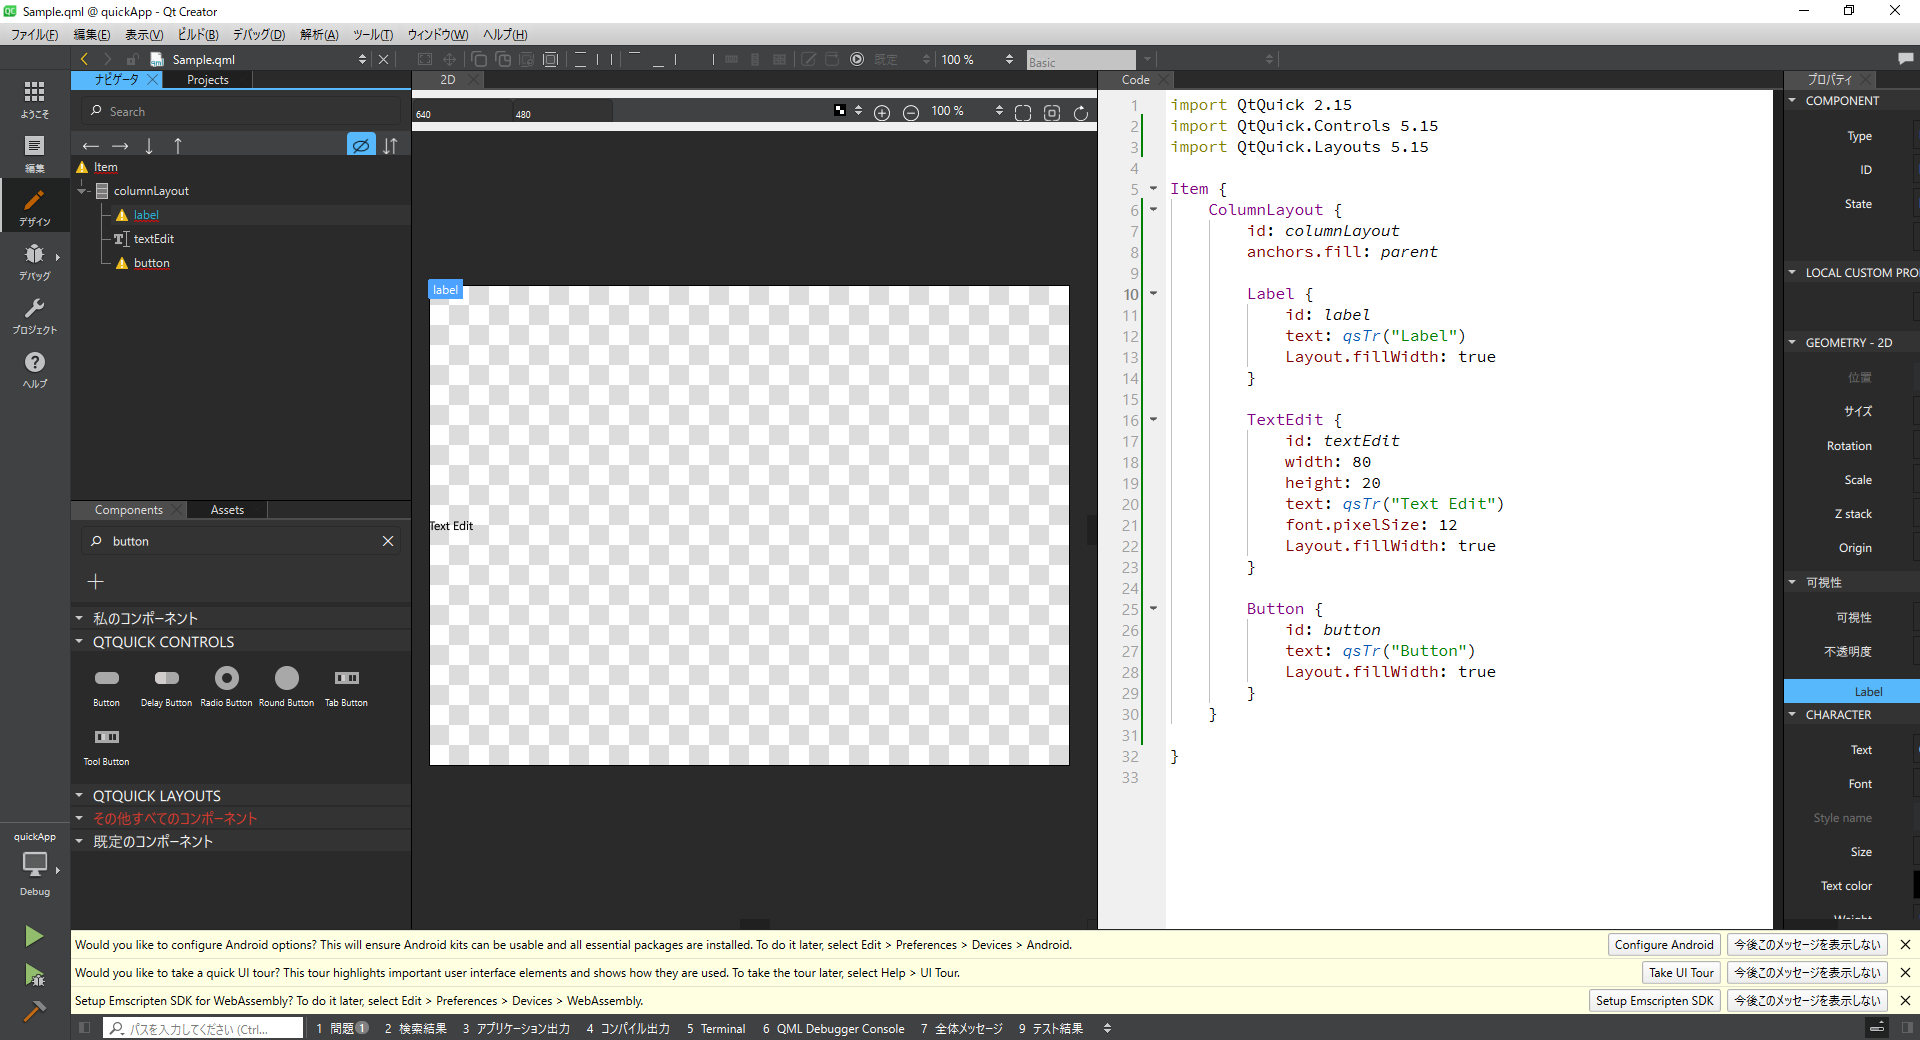 Sample.qml @ quickApp - Qt Creator
ファイル(F) 編集(E) 表示(V) ビルド(B) デバッグ(D) 解析(A) ツール(T) ウィンドウ(W) ヘルプ(H)
Sample.qml
既定
100 %
Basic
ようこそ
編集
デザイン
デバッグ
プロジェクト
ヘルプ
quickApp
Debug
ナビゲータ Projects
Search
Item
columnLayout
label
textEdit
button
Components Assets
button
私のコンポーネント
QTQUICK CONTROLS
Button Delay Button Radio Button Round Button Tab Button
Tool Button
QTQUICK LAYOUTS
その他すべてのコンポーネント
既定のコンポーネント
2D
640 480 100 %
label
Text Edit
Code
1 import QtQuick 2.15
2 import QtQuick.Controls 5.15
3 import QtQuick.Layouts 5.15
4
5 Item {
6 ColumnLayout {
7 id: columnLayout
8 anchors.fill: parent
9
10 Label {
11 id: label
12 text: qsTr("Label")
13 Layout.fillWidth: true
14 }
15
16 TextEdit {
17 id: textEdit
18 width: 80
19 height: 20
20 text: qsTr("Text Edit")
21 font.pixelSize: 12
22 Layout.fillWidth: true
23 }
24
25 Button {
26 id: button
27 text: qsTr("Button")
28 Layout.fillWidth: true
29 }
30 }
31
32 }
33
プロパティ
COMPONENT
Type
ID
State
LOCAL CUSTOM PRO
GEOMETRY - 2D
位置
サイズ
Rotation
Scale
Z stack
Origin
可視性
可視性
不透明度
Label
CHARACTER
Text
Font
Style name
Size
Text color
Weight
Would you like to configure Android options? This will ensure Android kits can be usable and all essential packages are installed. To do it later, select Edit > Preferences > Devices > Android. Configure Android 今後このメッセージを表示しない
Would you like to take a quick UI tour? This tour highlights important user interface elements and shows how they are used. To take the tour later, select Help > UI Tour. Take UI Tour 今後このメッセージを表示しない
Setup Emscripten SDK for WebAssembly? To do it later, select Edit > Preferences > Devices > WebAssembly. Setup Emscripten SDK 今後このメッセージを表示しない
パスを入力してください (Ctrl... 1 問題 1 2 検索結果 3 アプリケーション出力 4 コンパイル出力 5 Terminal 6 QML Debugger Console 7 全体メッセージ 9 テスト結果